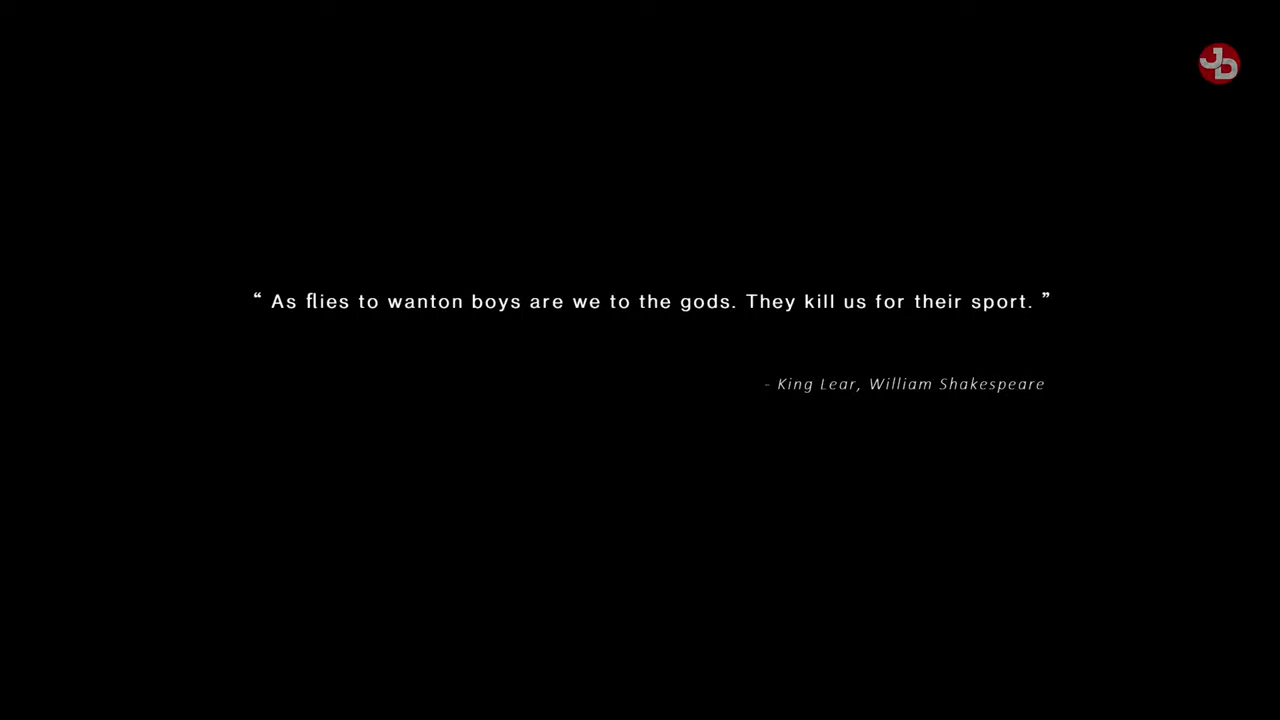 JD
“ As flies to wanton boys are we to the gods. They kill us for their sport. ”
- King Lear, William Shakespeare